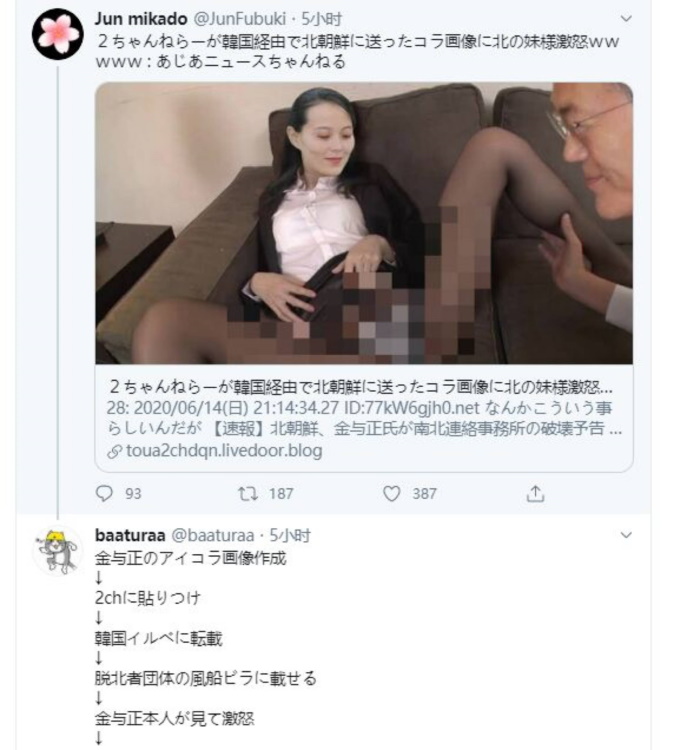 Jun mikado @JunFubuki · 5小时
２ちゃんねらーが韓国経由で北朝鮮に送ったコラ画像に北の妹様激怒ｗｗ
ｗｗｗｗ : あじあニュースちゃんねる
２ちゃんねらーが韓国経由で北朝鮮に送ったコラ画像に北の妹様激怒...
28: 2020/06/14(日) 21:14:34.27 ID:77kW6gjh0.net なんかこういう事
らしいんだが 【速報】北朝鮮、金与正氏が南北連絡事務所の破壊予告 ...
toua2chdqn.livedoor.blog
93 187 387
baaturaa @baaturaa · 5小时
金与正のアイコラ画像作成
↓
2chに貼りつけ
↓
韓国イルベに転載
↓
脱北者団体の風船ビラに載せる
↓
金与正本人が見て激怒
↓